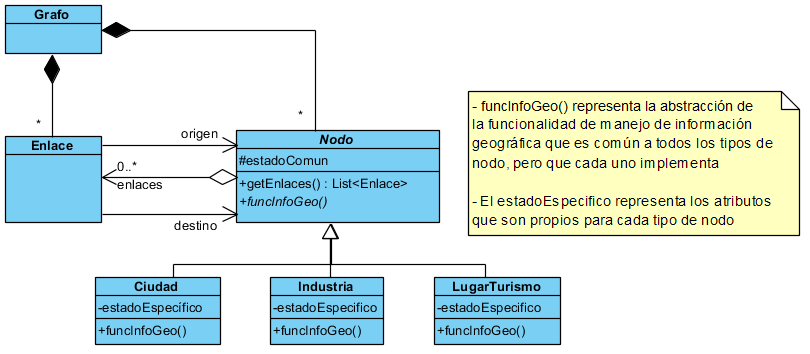 Grafo
*
*
origen
Enlace
Nodo
#estadoComun
0..*
enlaces
+getEnlaces() : List<Enlace>
+funcInfoGeo()
destino
- funcInfoGeo() representa la abstracción de
la funcionalidad de manejo de información
geográfica que es común a todos los tipos de
nodo, pero que cada uno implementa
- El estadoEspecifico representa los atributos
que son propios para cada tipo de nodo
Ciudad
-estadoEspecífico
+funcInfoGeo()
Industria
-estadoEspecifico
+funcInfoGeo()
LugarTurismo
-estadoEspecifico
+funcInfoGeo()